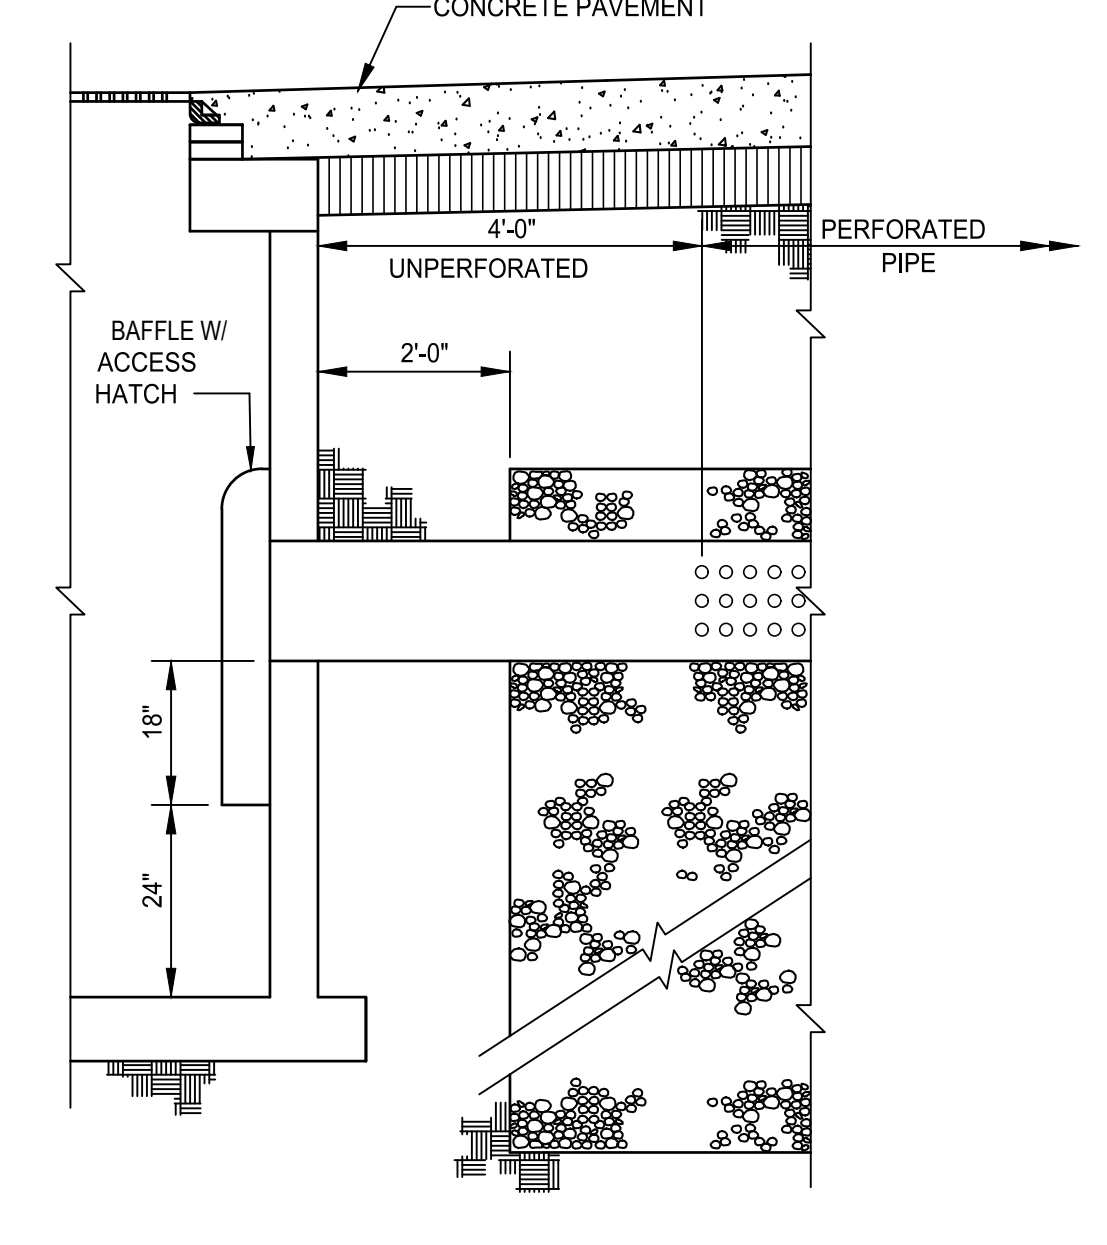 CONCRETE PAVEMENT
4'-0"
UNPERFORATED
PERFORATED
PIPE
BAFFLE W/
ACCESS
HATCH
2'-0"
18"
24"